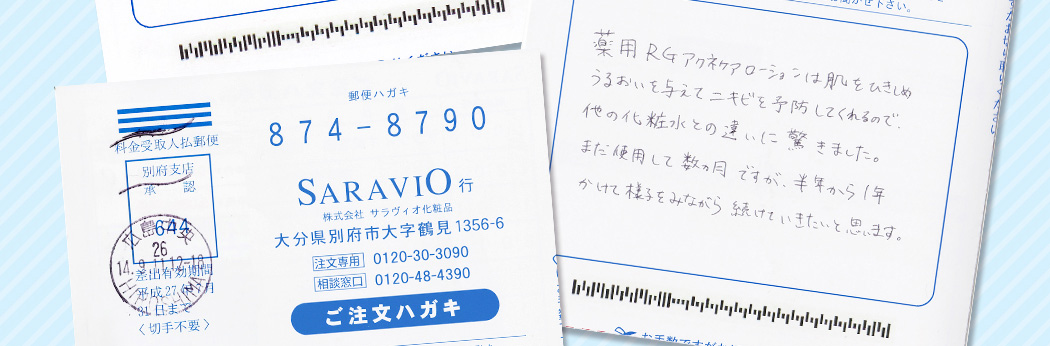 郵便ハガキ
874-8790
料金受取人払郵便
別府支店
承 認
644
差出有効期間
31日まで
〈切手不要〉
SARAVIO 行
株式会社 サラヴィオ化粧品
大分県別府市大字鶴見1356-6
注文専用 0120-30-3090
相談窓口 0120-48-4390
ご注文ハガキ
薬用RGアクネケアローションは肌をひきしめ
うるおいを与えてニキビを予防してくれるので、
他の化粧水との違いに驚きました。
まだ使用して数ヵ月ですが、半年から1年
かけて様子をみながら続けていきたいと思います。
お手数ですが